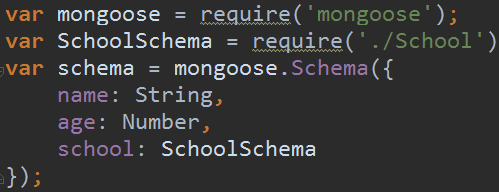 var mongoose = require('mongoose');
var SchoolSchema = require('./School')
var schema = mongoose.Schema({
    name: String,
    age: Number,
    school: SchoolSchema
});